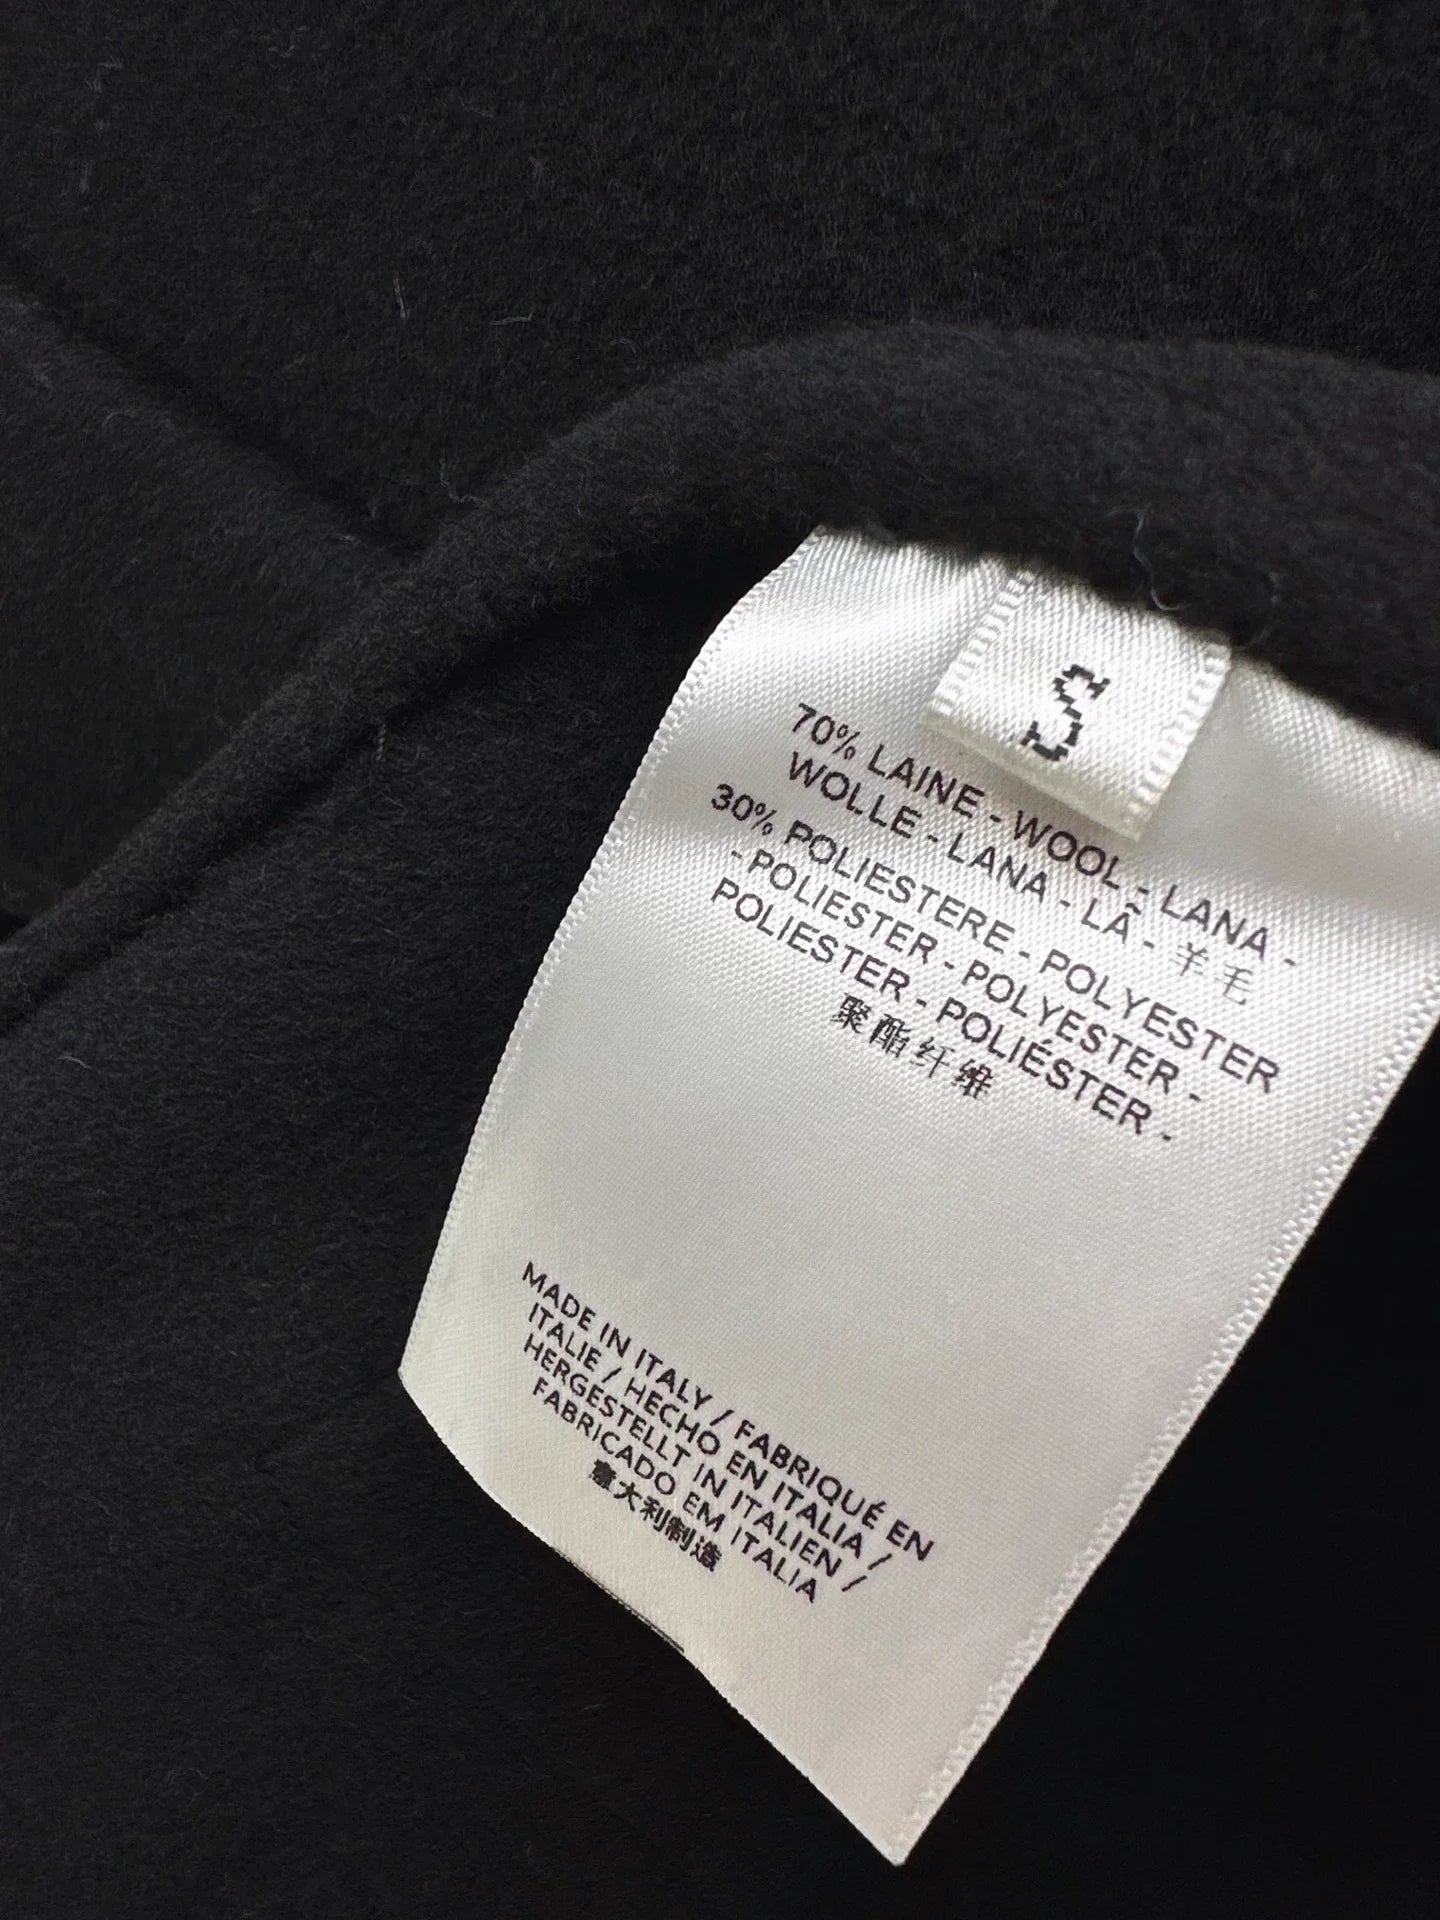 S
70% LAINE - WOOL - LANA -
WOLLE - LANA - LÃ - 羊毛
30% POLIESTERE - POLYESTER
- POLIESTER - POLYESTER -
POLIESTER - POLIÉSTER -
聚酯纤维
MADE IN ITALY / FABRIQUÉ EN
ITALIE / HECHO EN ITALIA /
HERGESTELLT IN ITALIEN /
FABRICADO EM ITALIA
意大利制造